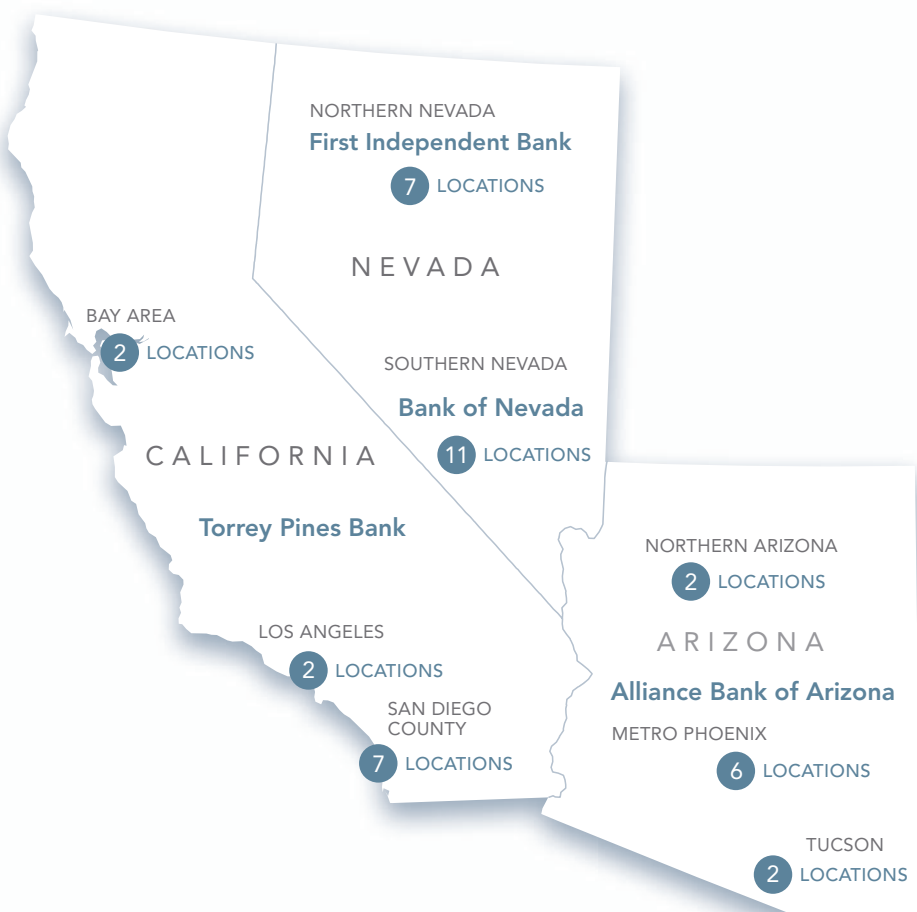 NORTHERN NEVADA
First Independent Bank
7 LOCATIONS
NEVADA
BAY AREA
2 LOCATIONS
SOUTHERN NEVADA
Bank of Nevada
11 LOCATIONS
CALIFORNIA
Torrey Pines Bank
NORTHERN ARIZONA
2 LOCATIONS
ARIZONA
Alliance Bank of Arizona
LOS ANGELES
2 LOCATIONS
SAN DIEGO
COUNTY
7 LOCATIONS
METRO PHOENIX
6 LOCATIONS
TUCSON
2 LOCATIONS